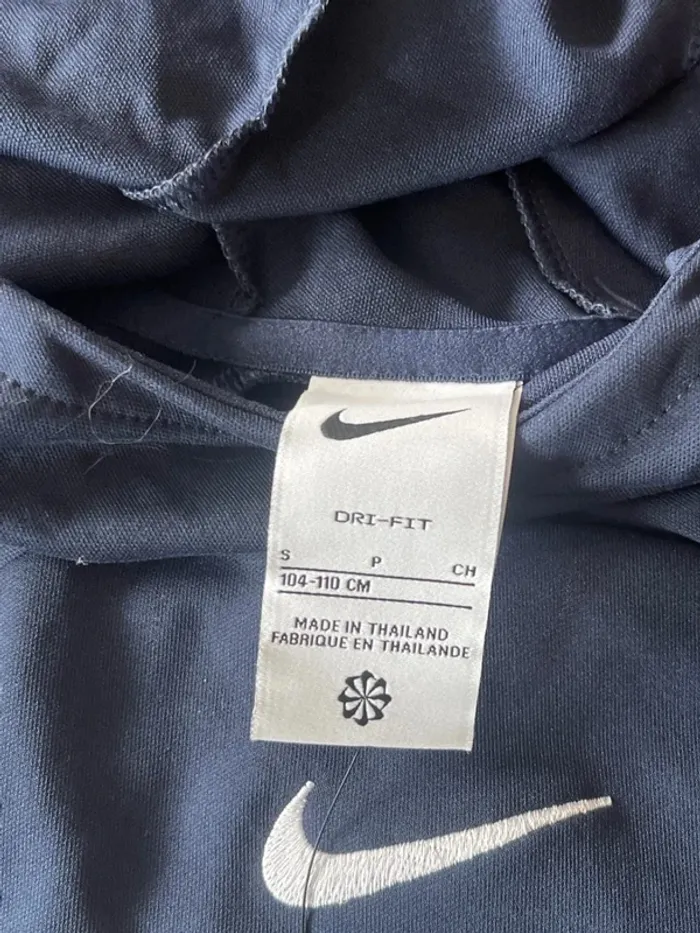 DRI-FIT
S P CH
104-110 CM
MADE IN THAILAND
FABRIQUE EN THAILANDE